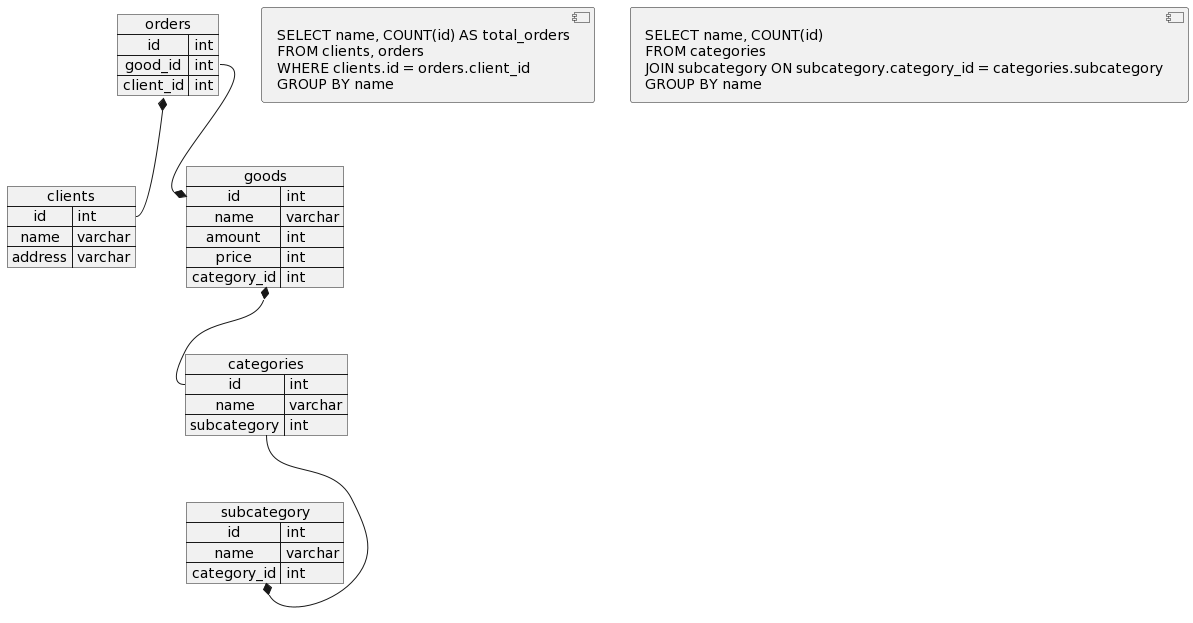 orders
id int
good_id int
client_id int
SELECT name, COUNT(id) AS total_orders
FROM clients, orders
WHERE clients.id = orders.client_id
GROUP BY name
SELECT name, COUNT(id)
FROM categories
JOIN subcategory ON subcategory.category_id = categories.subcategory
GROUP BY name
clients
id int
name varchar
address varchar
goods
id int
name varchar
amount int
price int
category_id int
categories
id int
name varchar
subcategory int
subcategory
id int
name varchar
category_id int